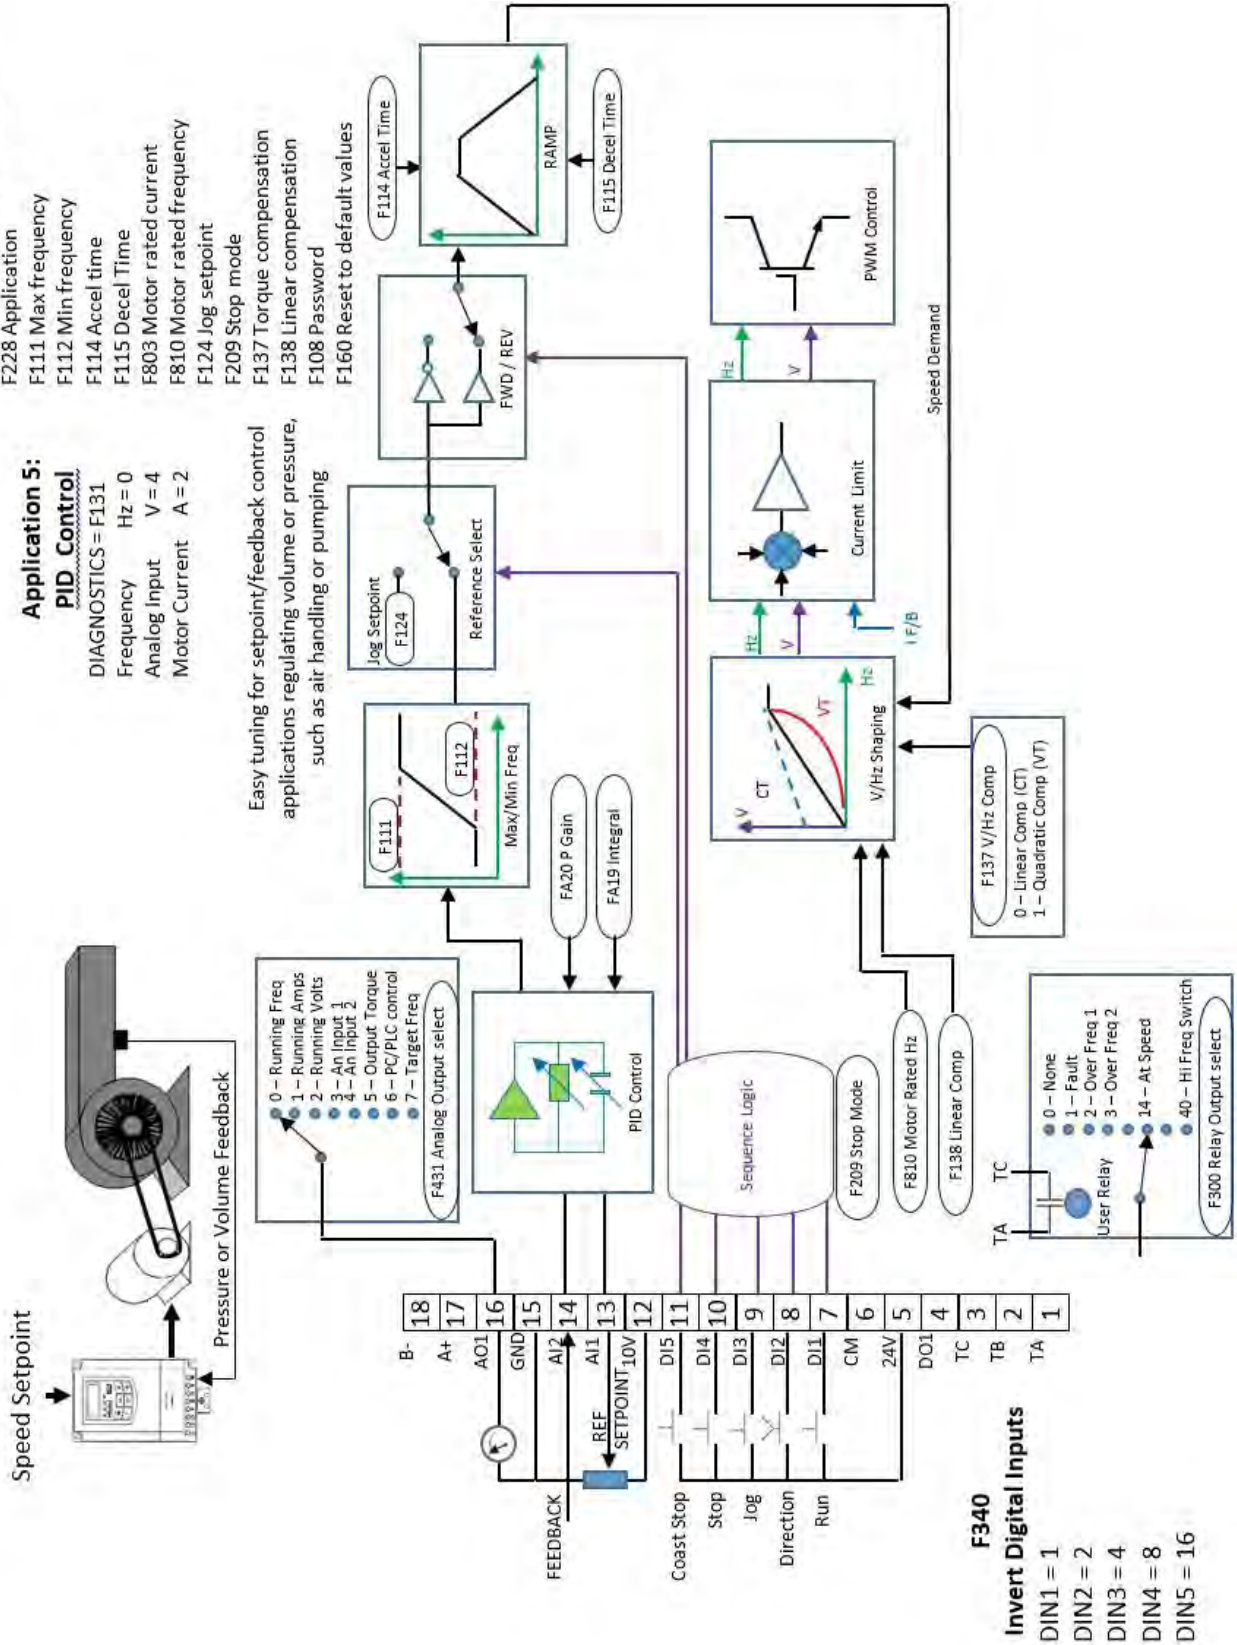 Speed Setpoint
Pressure or Volume Feedback
Application 5:
PID Control
DIAGNOSTICS = F131
Frequency Hz = 0
Analog Input V = 4
Motor Current A = 2
F228 Application
F111 Max frequency
F112 Min frequency
F114 Accel time
F115 Decel Time
F803 Motor rated current
F810 Motor rated frequency
F124 Jog setpoint
F209 Stop mode
F137 Torque compensation
F138 Linear compensation
F108 Password
F160 Reset to default values
Easy tuning for setpoint/feedback control
applications regulating volume or pressure,
such as air handling or pumping
0 – Running Freq
1 – Running Amps
2 – Running Volts
3 – An Input 1
4 – An Input 2
5 – Output Torque
6 – PC/PLC control
7 – Target Freq
F431 Analog Output select
F111
F112
Max/Min Freq
Jog Setpoint
F124
Reference Select
FWD / REV
F114 Accel Time
RAMP
F115 Decel Time
PID Control
FA20 P Gain
FA19 Integral
B-
18
A+
17
AO1
16
GND
15
AI2
14
AI1
13
10V
12
DI5
11
DI4
10
DI3
9
DI2
8
DI1
7
CM
6
24V
5
DO1
4
TC
3
TB
2
TA
1
FEEDBACK
REF
SETPOINT
Coast Stop
Stop
Jog
Direction
Run
Sequence Logic
F209 Stop Mode
F810 Motor Rated Hz
F138 Linear Comp
V
CT
VT
Hz
V/Hz Shaping
F137 V/Hz Comp
0 – Linear Comp (CT)
1 – Quadratic Comp (VT)
Hz
V
I F/B
Current Limit
Hz
V
PWM Control
Speed Demand
TA
TC
User Relay
0 – None
1 – Fault
2 – Over Freq 1
3 – Over Freq 2
14 – At Speed
40 – Hi Freq Switch
F300 Relay Output select
F340
Invert Digital Inputs
DIN1 = 1
DIN2 = 2
DIN3 = 4
DIN4 = 8
DIN5 = 16